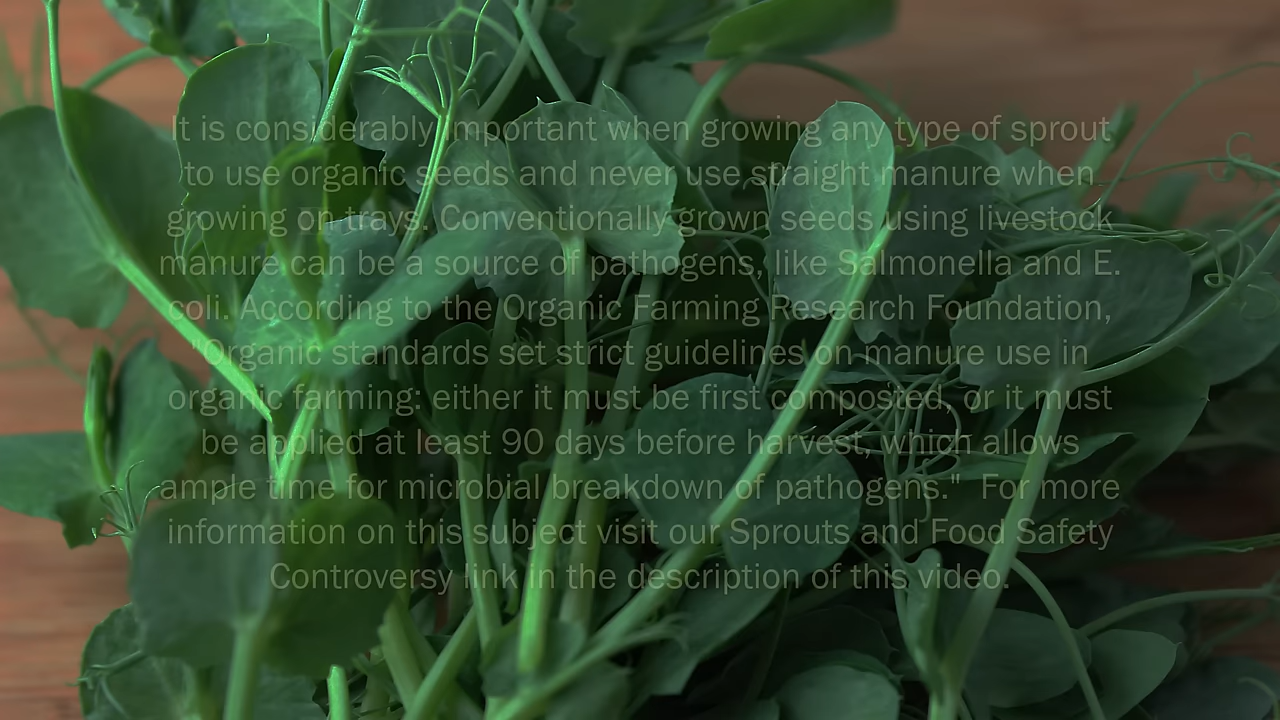 It is considerably important when growing any type of sprout
to use organic seeds and never use straight manure when
growing on trays. Conventionally grown seeds using livestock
manure can be a source of pathogens, like Salmonella and E.
coli. According to the Organic Farming Research Foundation,
"Organic standards set strict guidelines on manure use in
organic farming: either it must be first composted, or it must
be applied at least 90 days before harvest, which allows
ample time for microbial breakdown of pathogens."  For more
information on this subject visit our Sprouts and Food Safety
Controversy link in the description of this video.